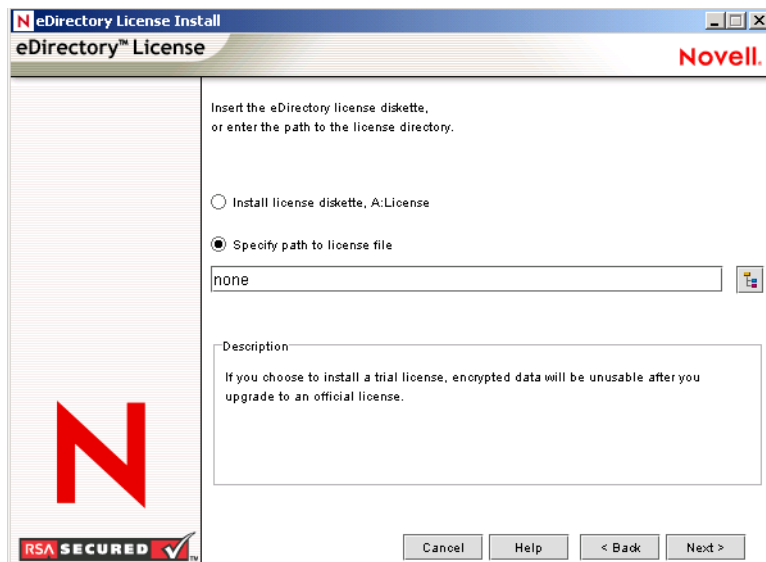 N eDirectory License Install
eDirectory™ License
Novell.
Insert the eDirectory license diskette,
or enter the path to the license directory.
Install license diskette, A:License
Specify path to license file
none
Description
If you choose to install a trial license, encrypted data will be unusable after you
upgrade to an official license.
N
RSA SECURED ™
Cancel Help < Back Next >